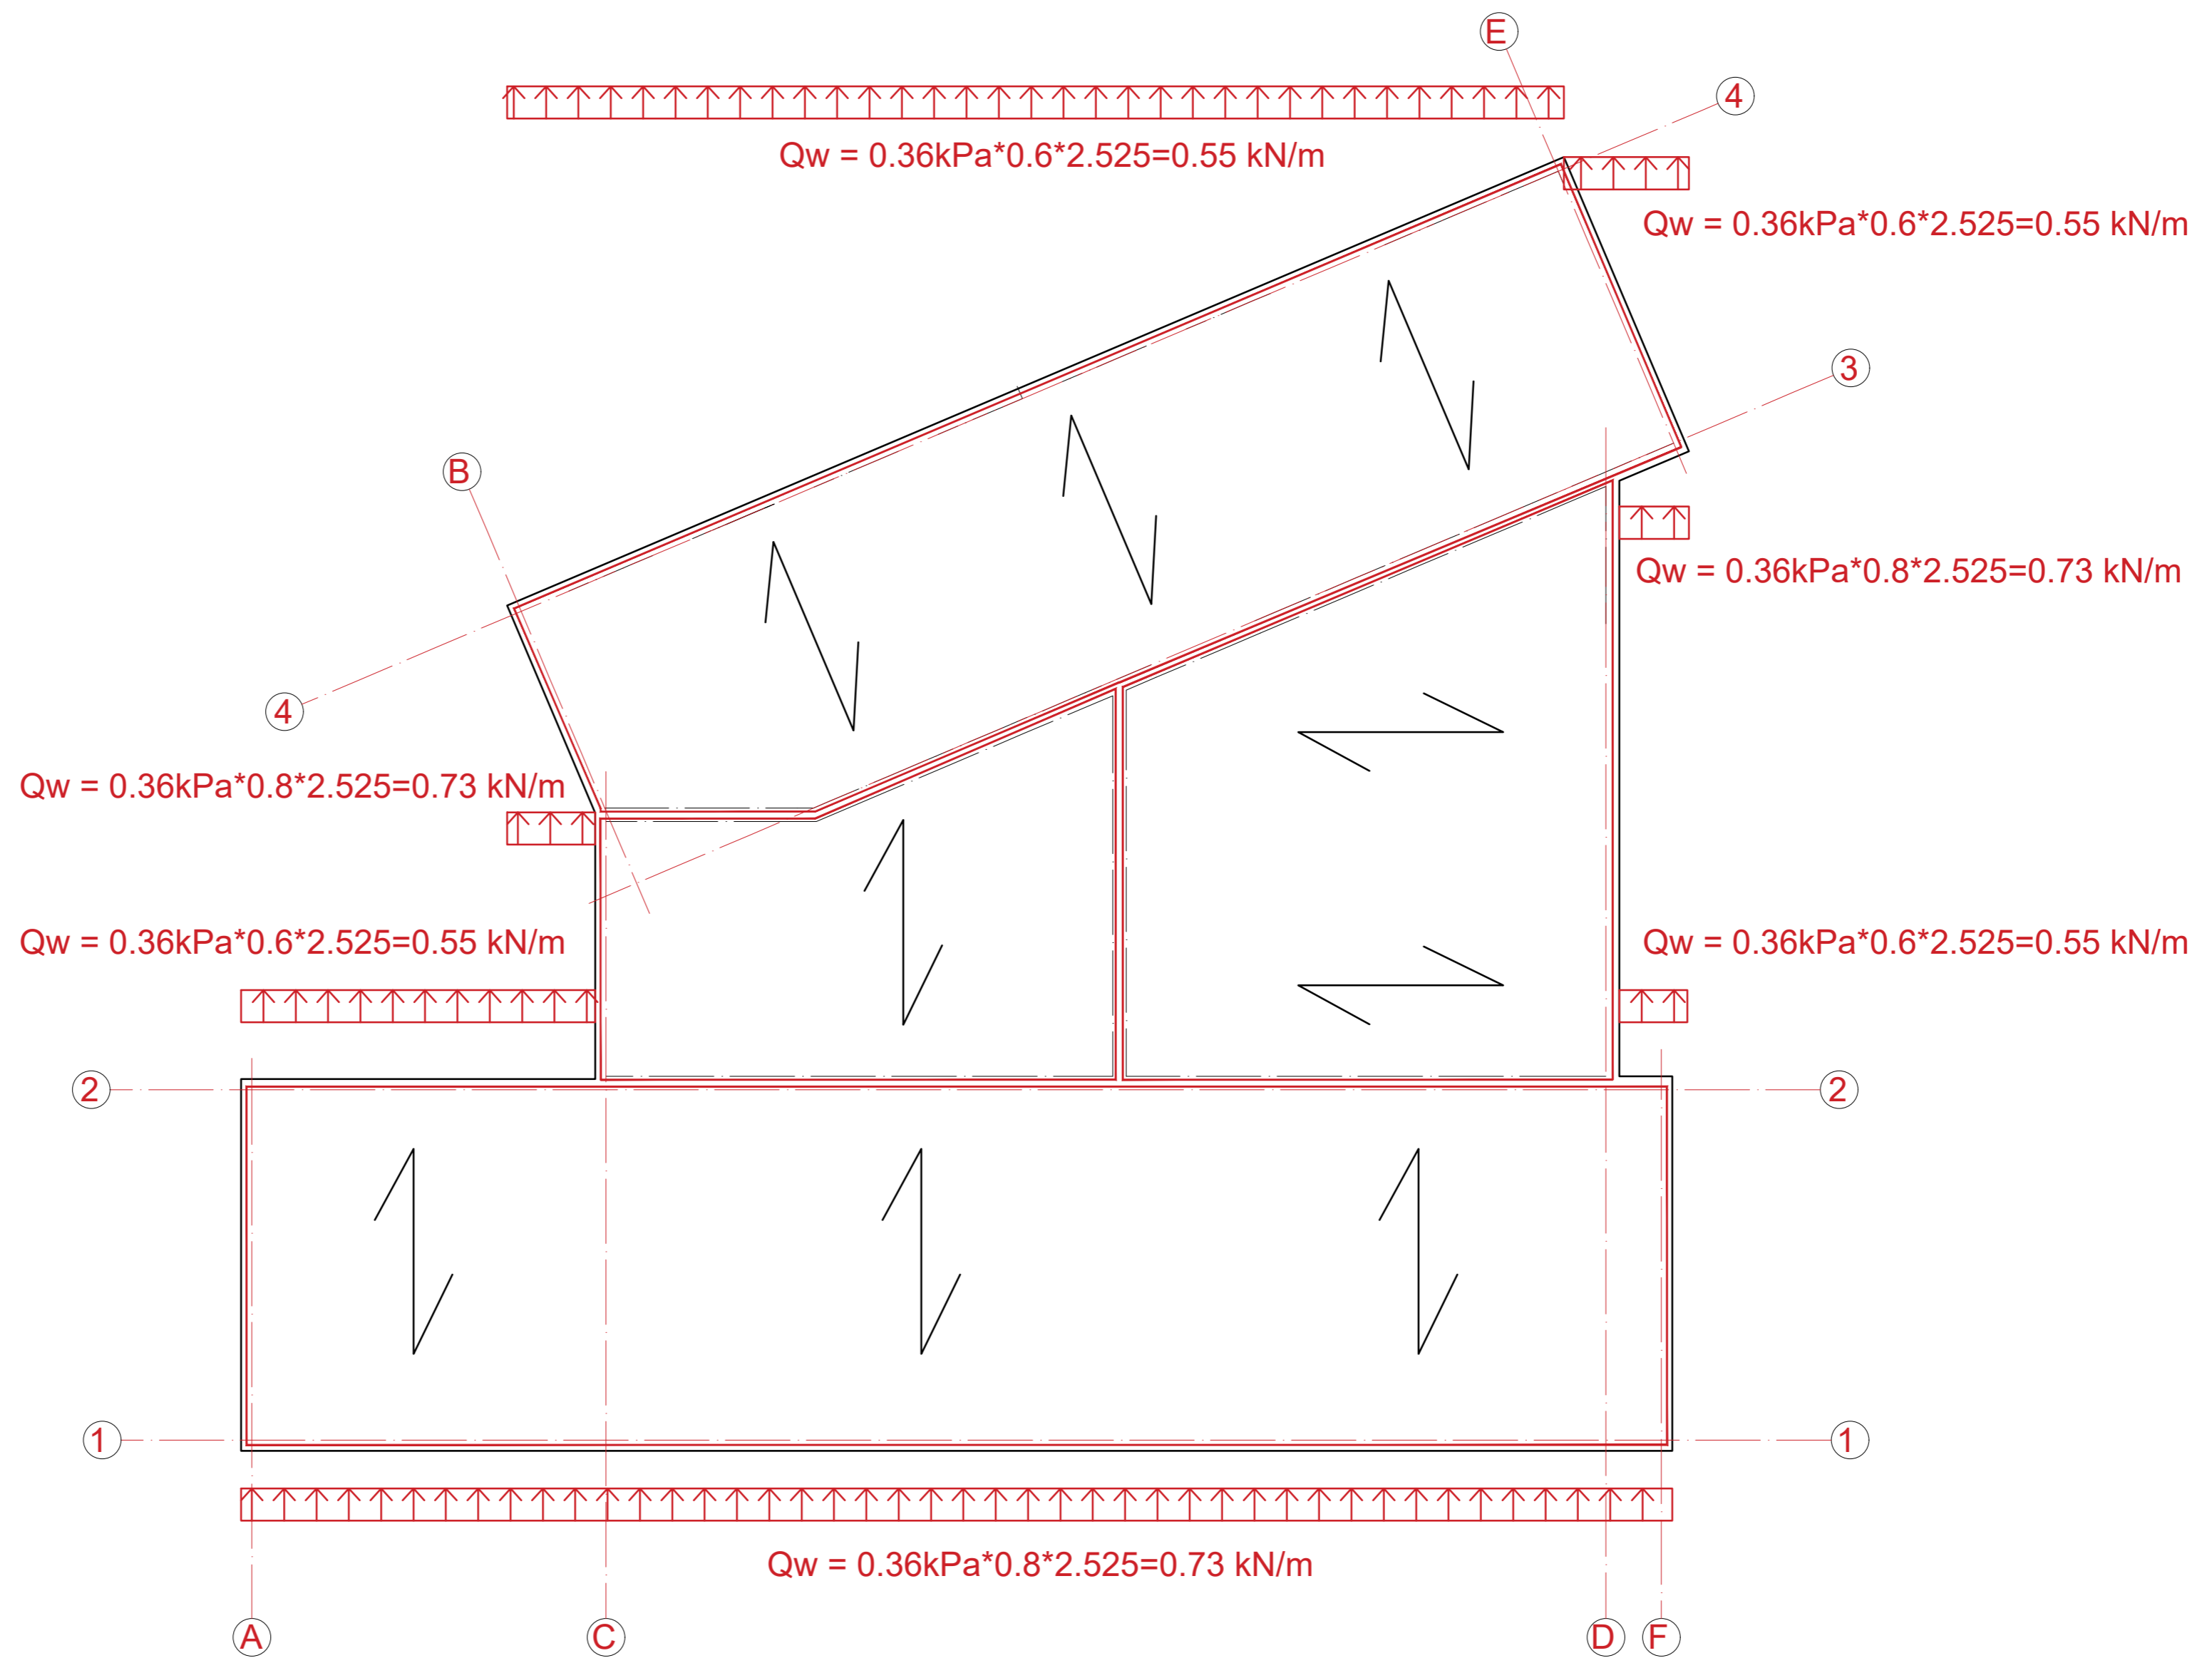 E
4
Qw = 0.36kPa*0.6*2.525=0.55 kN/m
Qw = 0.36kPa*0.6*2.525=0.55 kN/m
3
B
Qw = 0.36kPa*0.8*2.525=0.73 kN/m
4
Qw = 0.36kPa*0.8*2.525=0.73 kN/m
Qw = 0.36kPa*0.6*2.525=0.55 kN/m
Qw = 0.36kPa*0.6*2.525=0.55 kN/m
2
2
1
1
Qw = 0.36kPa*0.8*2.525=0.73 kN/m
A
C
D
F